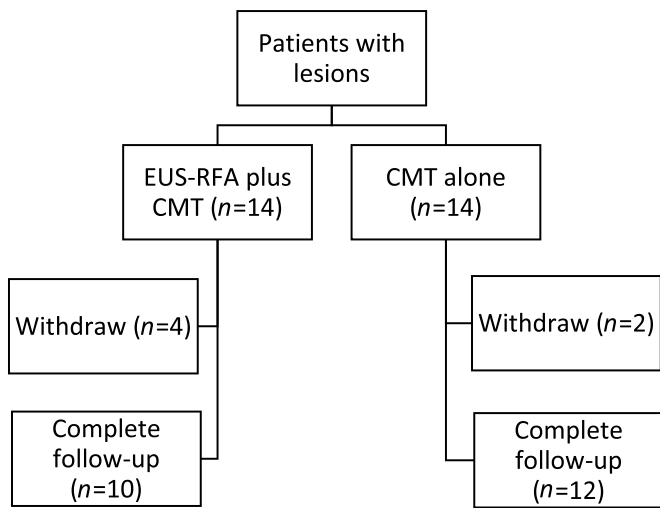 Patients with
lesions
EUS-RFA plus
CMT (n=14)
CMT alone
(n=14)
Withdraw (n=4)
Withdraw (n=2)
Complete
follow-up
(n=10)
Complete
follow-up
(n=12)